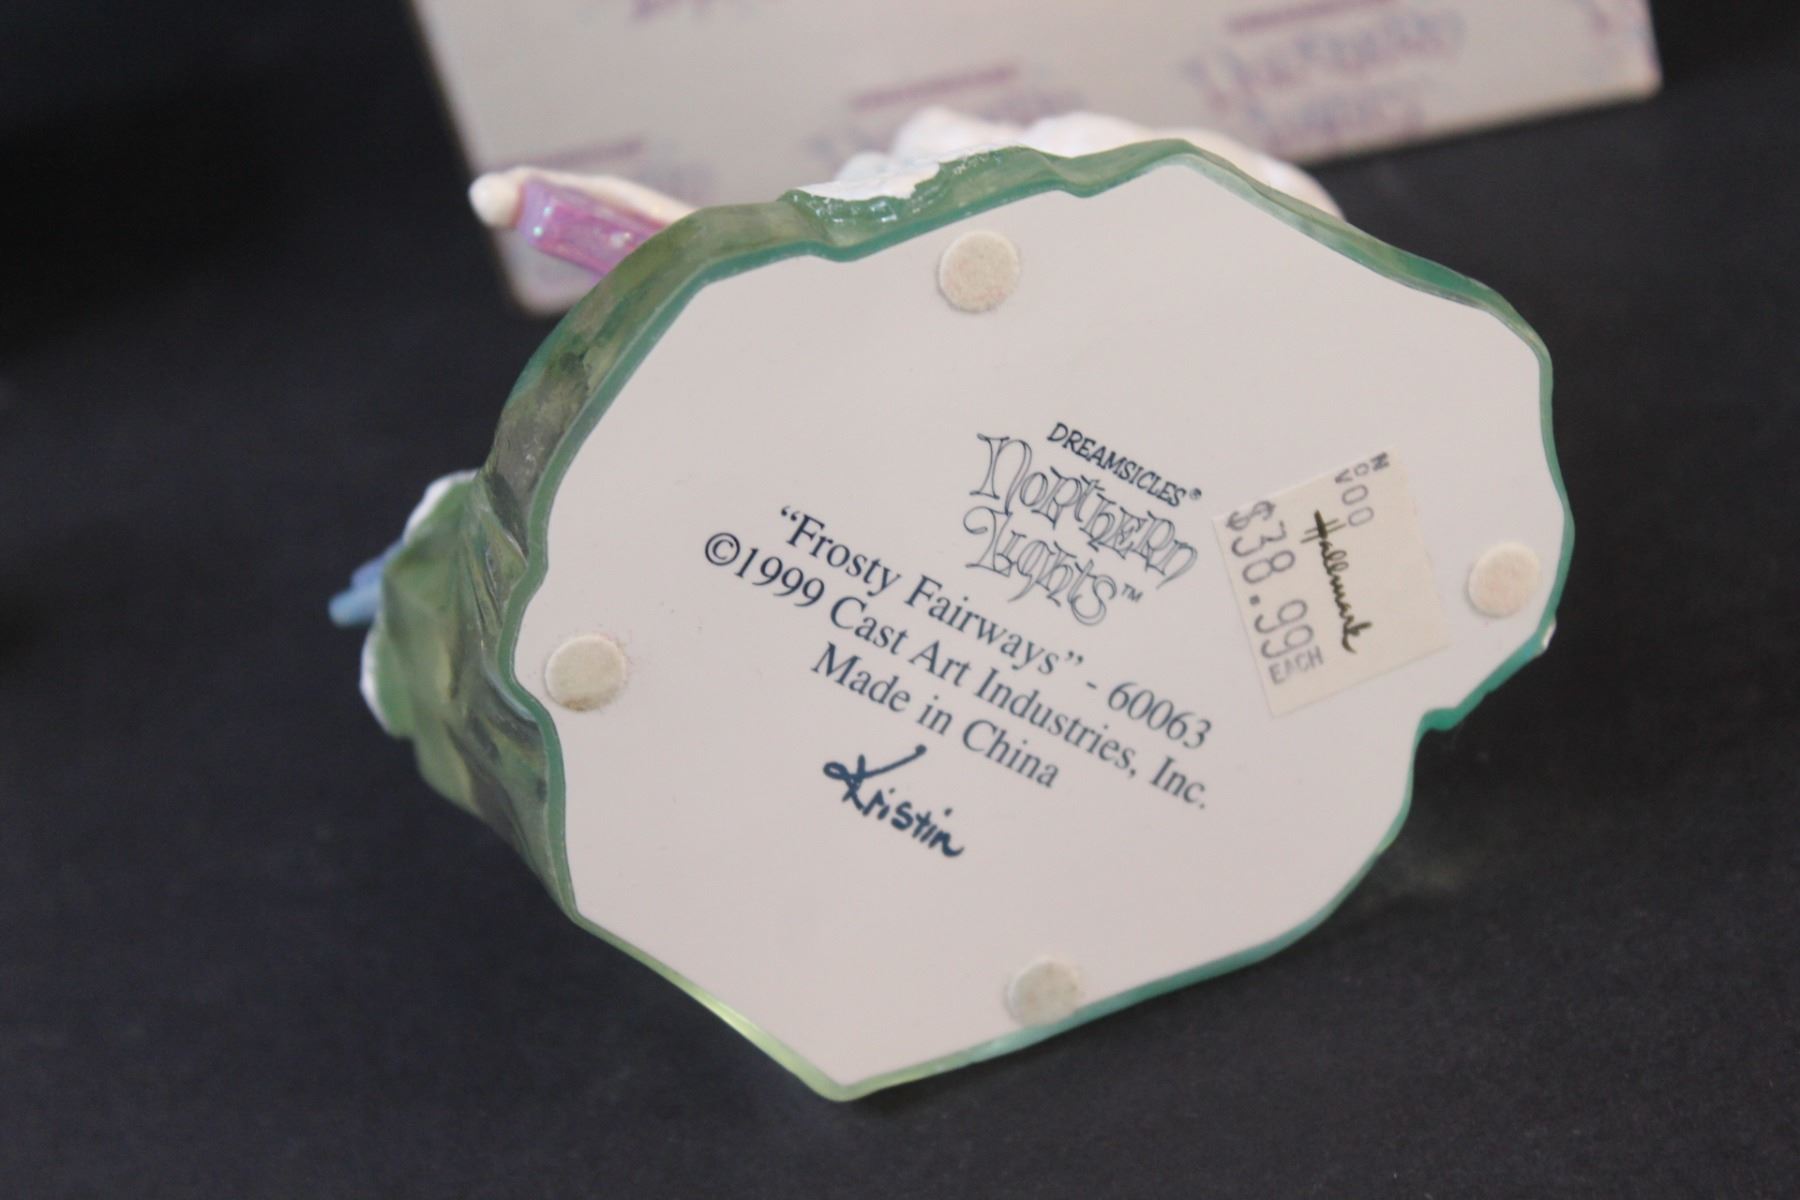 DREAMSICLES®
Northern
Lights™
"Frosty Fairways" - 60063
©1999 Cast Art Industries, Inc.
Made in China
Kristin
VOO
Hallmark
$38.99
EACH